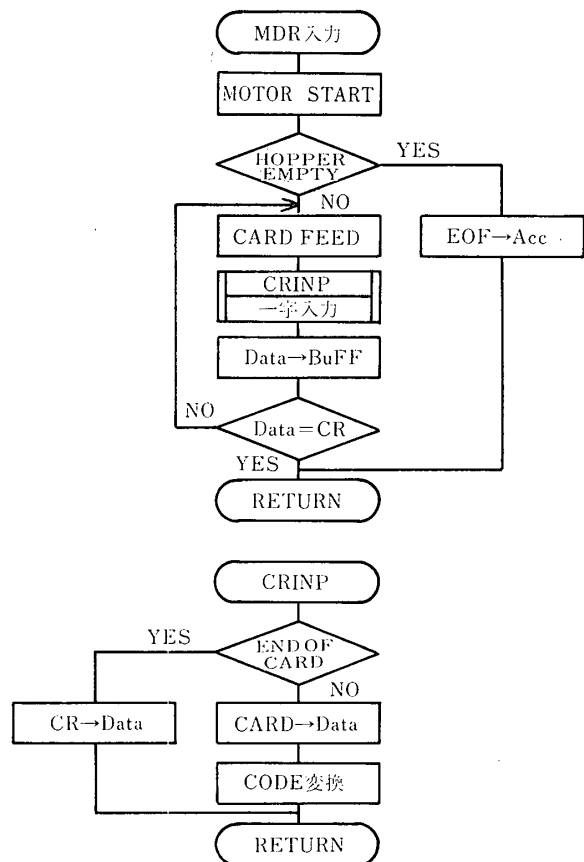 MDR入力
MOTOR START
HOPPER
EMPTY
YES
NO
CARD FEED
EOF→Acc
CRINP
一字入力
Data→BuFF
NO
Data=CR
YES
RETURN
CRINP
YES
END OF
CARD
NO
CR→Data
CARD→Data
CODE変換
RETURN